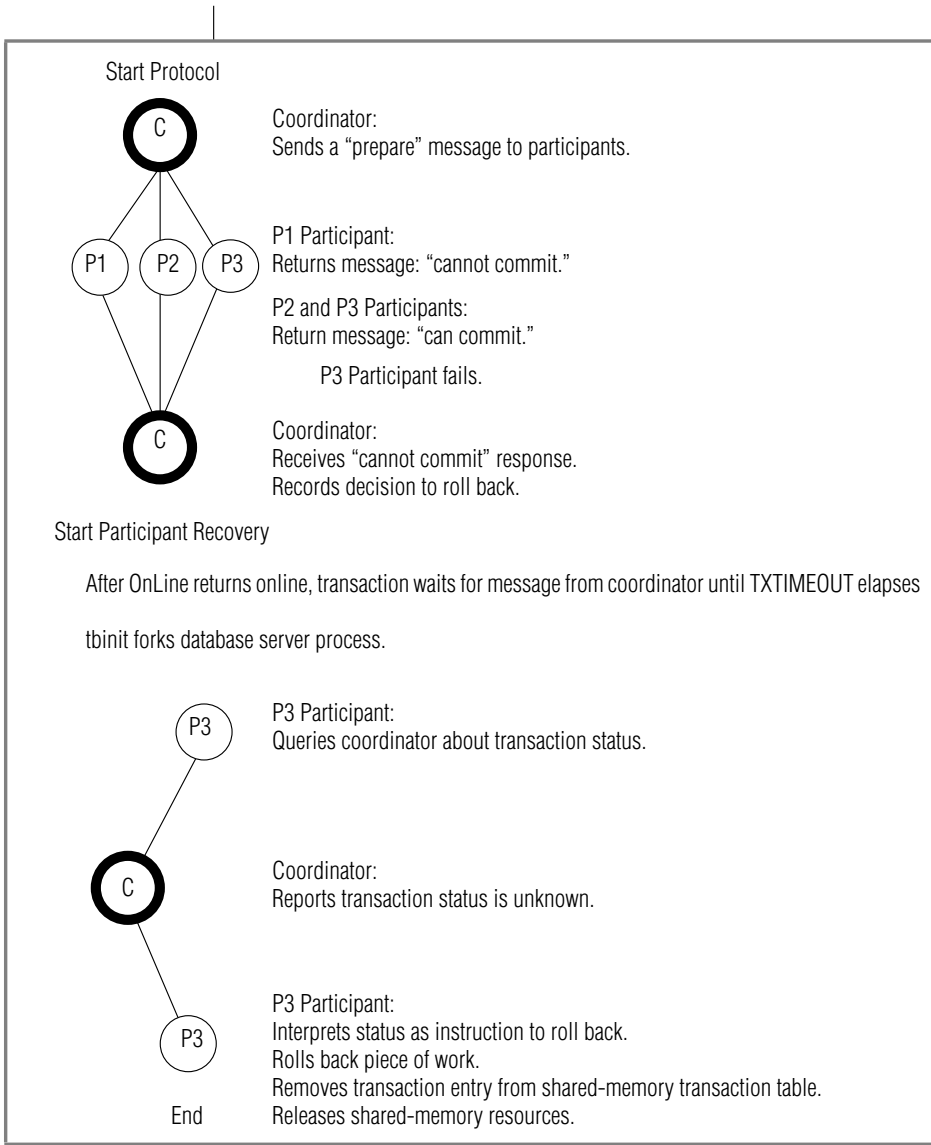 Start Protocol
C
Coordinator:
Sends a “prepare” message to participants.
P1
P2
P3
P1 Participant:
Returns message: “cannot commit.”
P2 and P3 Participants:
Return message: “can commit.”
P3 Participant fails.
C
Coordinator:
Receives “cannot commit” response.
Records decision to roll back.
Start Participant Recovery
After OnLine returns online, transaction waits for message from coordinator until TXTIMEOUT elapses
tbinit forks database server process.
P3
P3 Participant:
Queries coordinator about transaction status.
C
Coordinator:
Reports transaction status is unknown.
P3
P3 Participant:
Interprets status as instruction to roll back.
Rolls back piece of work.
Removes transaction entry from shared-memory transaction table.
End
Releases shared-memory resources.